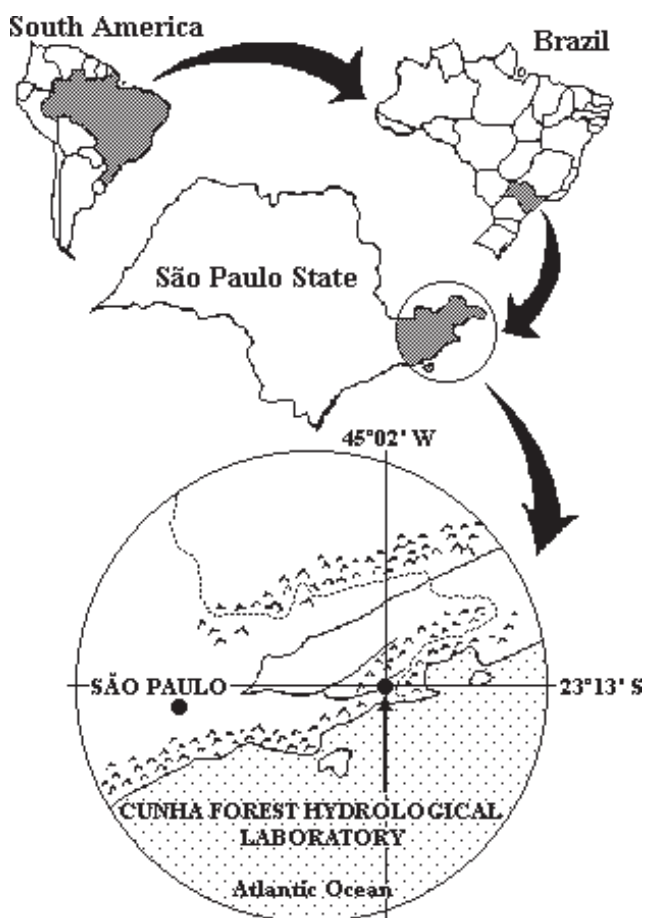 South America
Brazil
São Paulo State
45°02' W
SÃO PAULO
23°13' S
CUNHA FOREST HYDROLOGICAL
LABORATORY
Atlantic Ocean